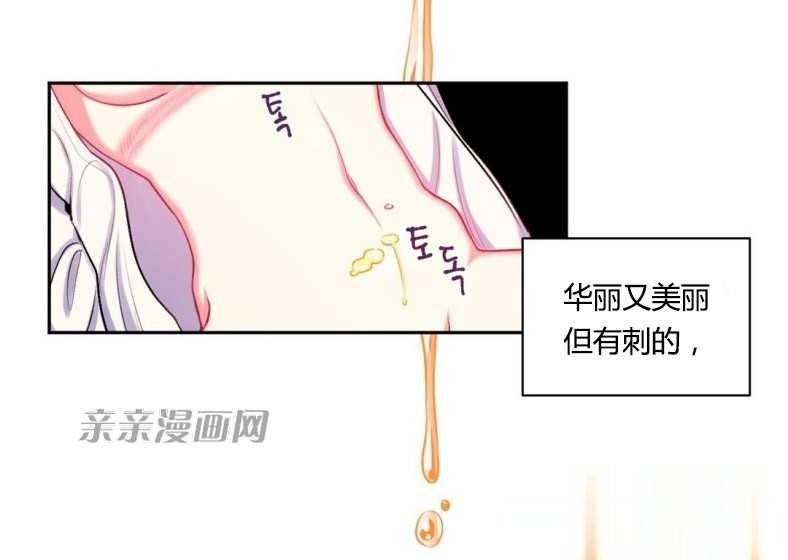 톡
토독
华丽又美丽
但有刺的，
亲亲漫画网